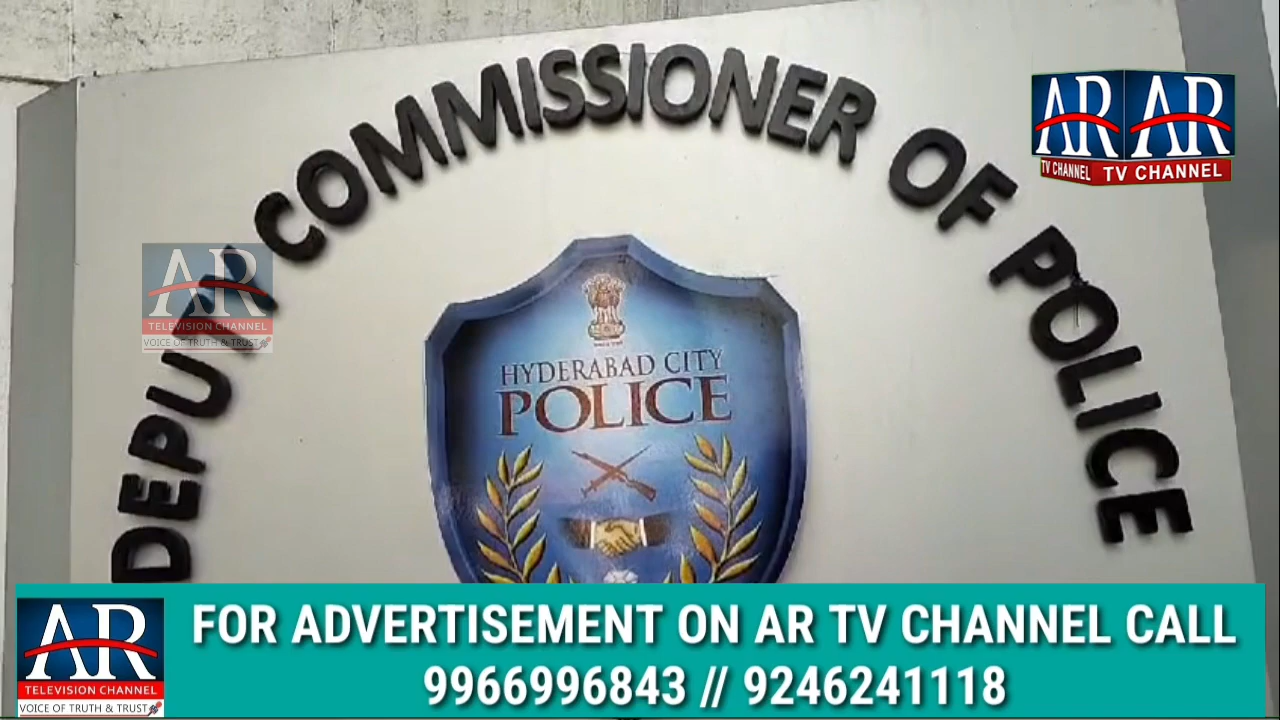 DEPUTY COMMISSIONER OF POLICE
AR AR
TV CHANNEL TV CHANNEL
AR
TELEVISION CHANNEL
VOICE OF TRUTH & TRUST
HYDERABAD CITY
POLICE
AR
TELEVISION CHANNEL
VOICE OF TRUTH & TRUST
FOR ADVERTISEMENT ON AR TV CHANNEL CALL
9966996843 // 9246241118